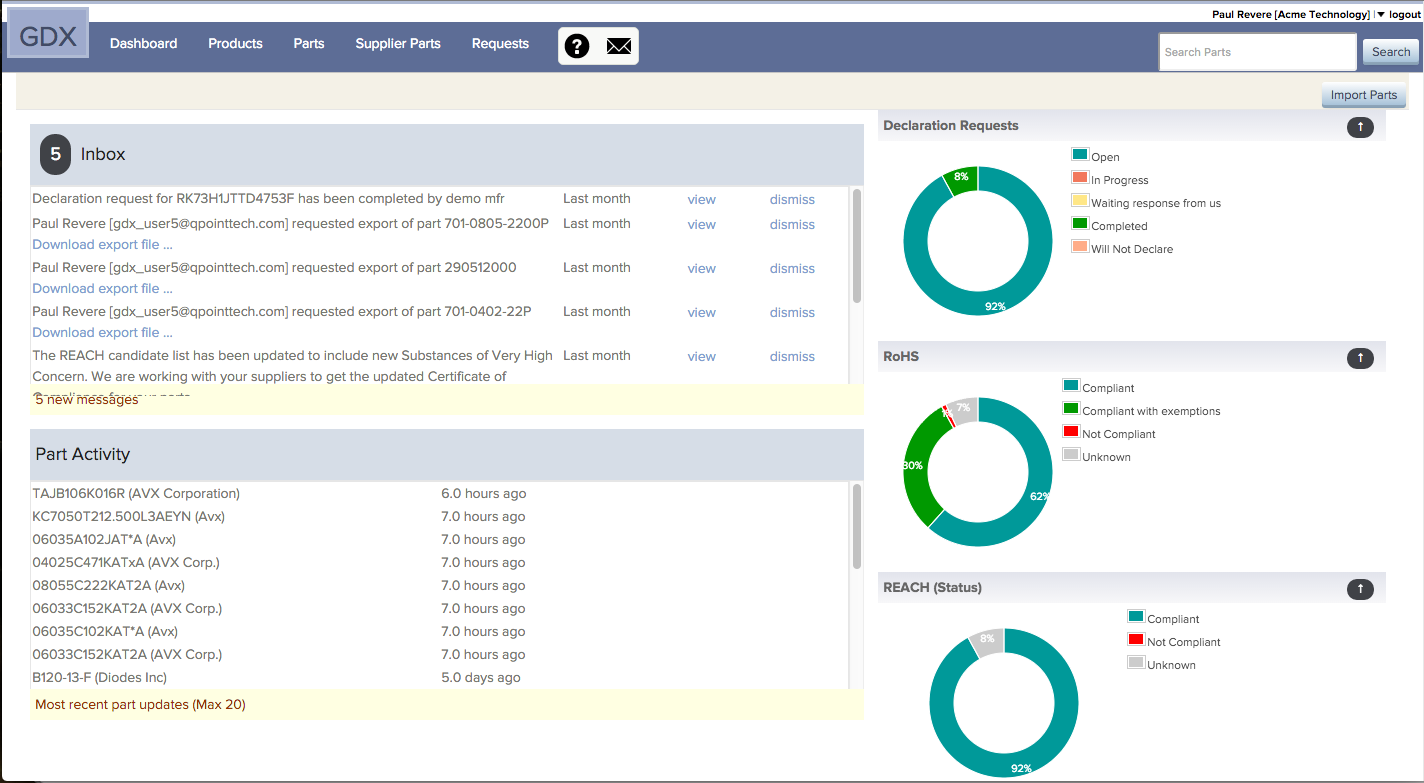 Paul Revere [Acme Technology] | ▼ logout
GDX
Dashboard
Products
Parts
Supplier Parts
Requests
?
Search Parts
Search
Import Parts
5 Inbox
Declaration request for RK73H1JTTD4753F has been completed by demo mfr Last month view dismiss
Paul Revere [gdx_user5@qpointtech.com] requested export of part 701-0805-2200P Last month view dismiss
Download export file ...
Paul Revere [gdx_user5@qpointtech.com] requested export of part 290512000 Last month view dismiss
Download export file ...
Paul Revere [gdx_user5@qpointtech.com] requested export of part 701-0402-22P Last month view dismiss
Download export file ...
The REACH candidate list has been updated to include new Substances of Very High Last month view dismiss
Concern. We are working with your suppliers to get the updated Certificate of
5 new messages
Part Activity
TAJB106K016R (AVX Corporation) 6.0 hours ago
KC7050T212.500L3AEYN (Avx) 7.0 hours ago
06035A102JAT*A (Avx) 7.0 hours ago
04025C471KATxA (AVX Corp.) 7.0 hours ago
08055C222KAT2A (Avx) 7.0 hours ago
06033C152KAT2A (AVX Corp.) 7.0 hours ago
06035C102KAT*A (Avx) 7.0 hours ago
06033C152KAT2A (AVX Corp.) 7.0 hours ago
B120-13-F (Diodes Inc) 5.0 days ago
Most recent part updates (Max 20)
Declaration Requests ↑
8%
92%
Open
In Progress
Waiting response from us
Completed
Will Not Declare
RoHS ↑
7%
30%
62%
Compliant
Compliant with exemptions
Not Compliant
Unknown
REACH (Status) ↑
8%
92%
Compliant
Not Compliant
Unknown